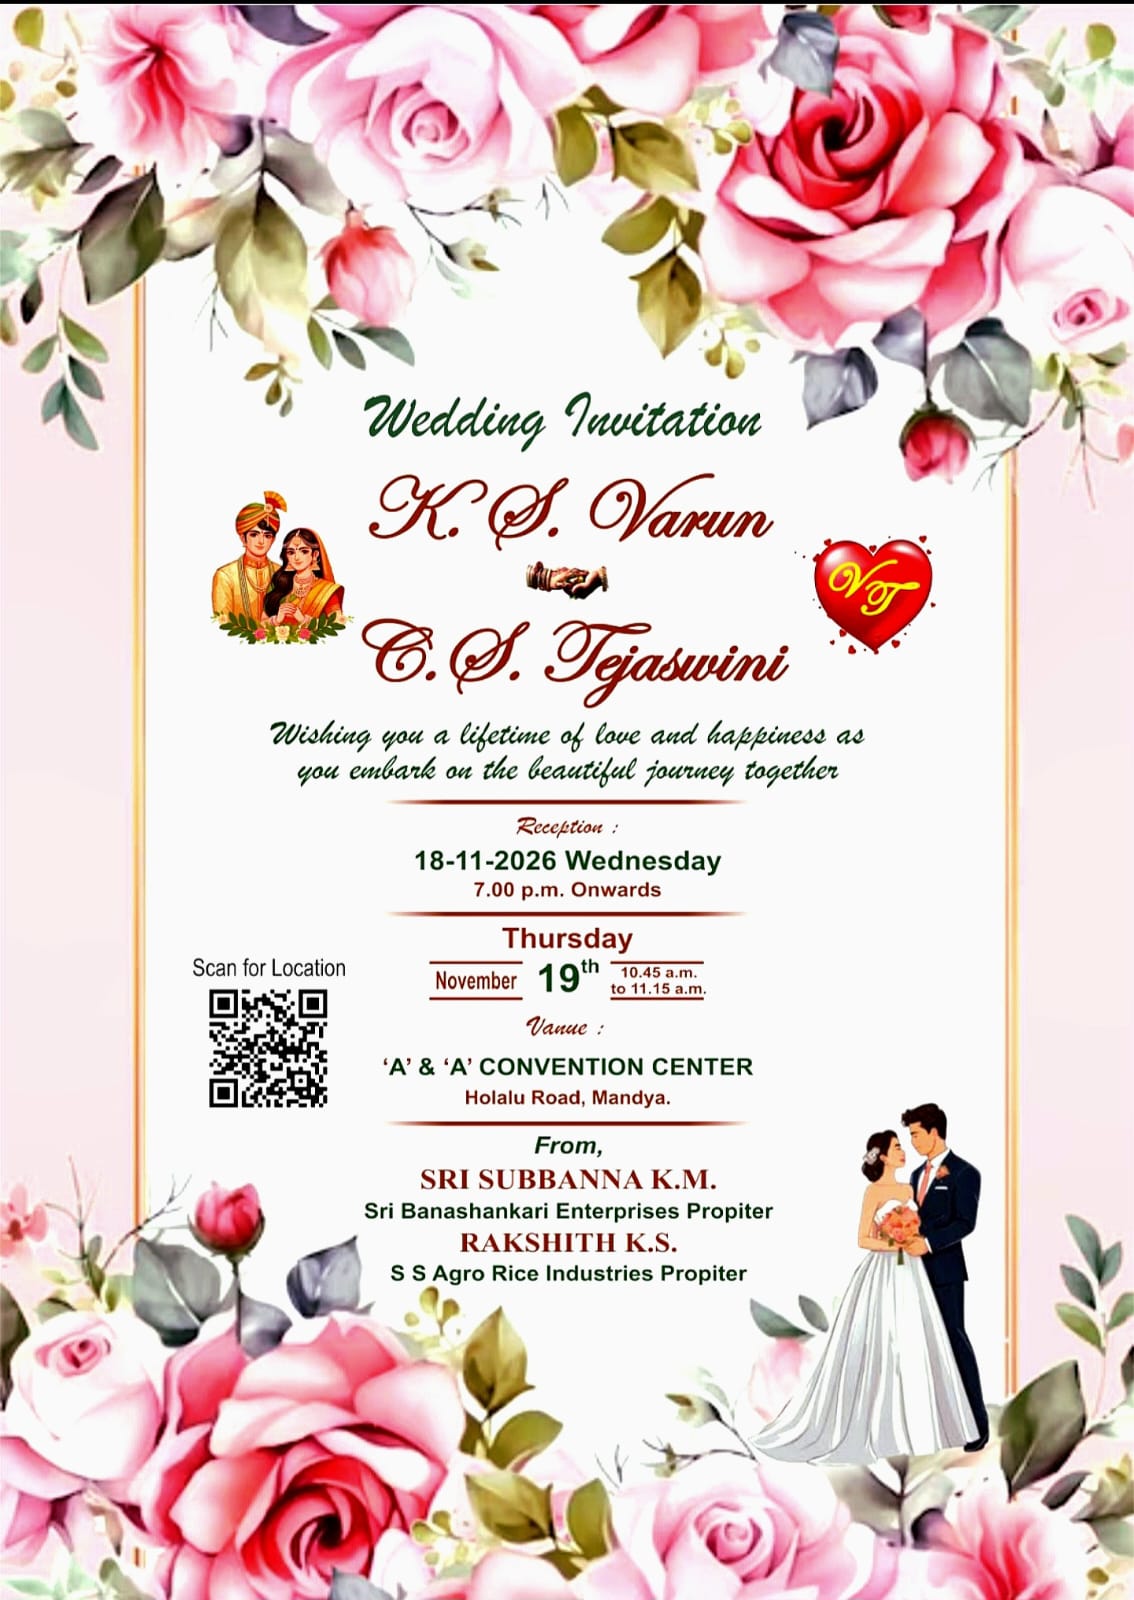 Wedding Invitation
K. S. Varun
VT
C. S. Tejaswini
Wishing you a lifetime of love and happiness as
you embark on the beautiful journey together
Reception :
18-11-2026 Wednesday
7.00 p.m. Onwards
Thursday
November 19th 10.45 a.m.
to 11.15 a.m.
Scan for Location
Vanue :
‘A’ & ‘A’ CONVENTION CENTER
Holalu Road, Mandya.
From,
SRI SUBBANNA K.M.
Sri Banashankari Enterprises Propiter
RAKSHITH K.S.
S S Agro Rice Industries Propiter